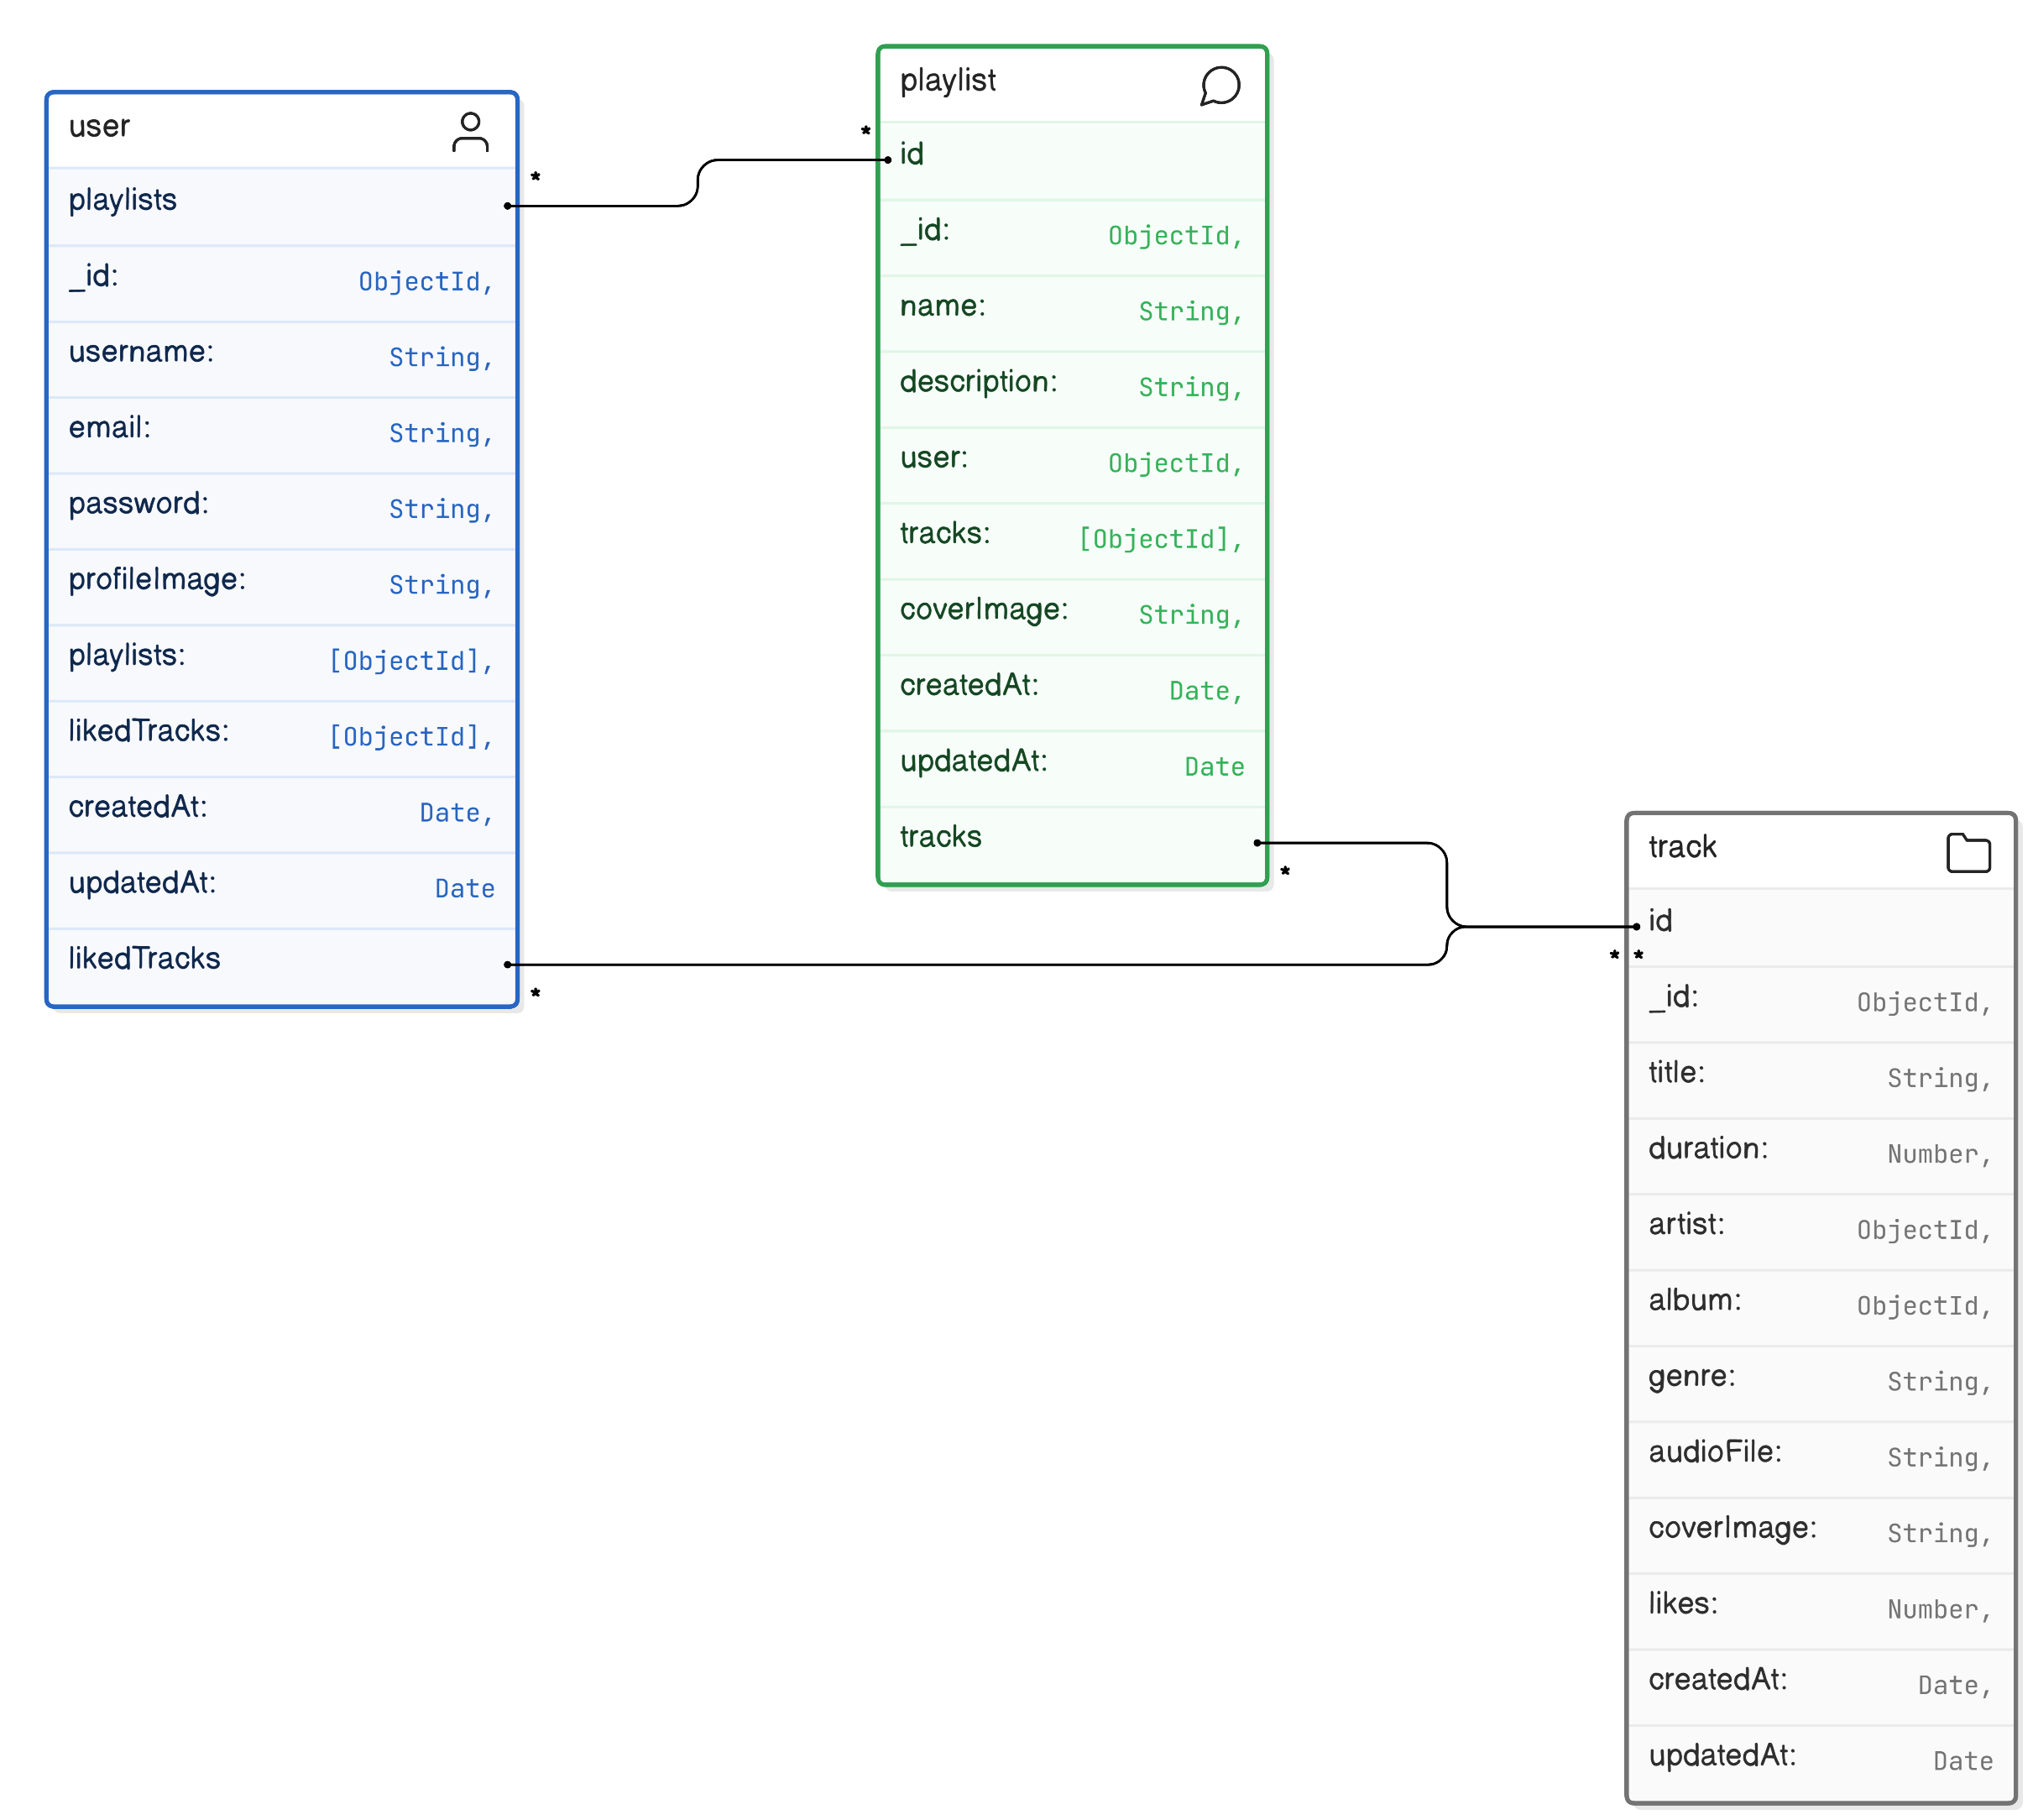 user
*
playlists
_id: ObjectId,
username: String,
email: String,
password: String,
profileImage: String,
playlists: [ObjectId],
likedTracks: [ObjectId],
createdAt: Date,
updatedAt: Date
likedTracks
*
playlist
*
id
_id: ObjectId,
name: String,
description: String,
user: ObjectId,
tracks: [ObjectId],
coverImage: String,
createdAt: Date,
updatedAt: Date
tracks
*
track
id
* *
_id: ObjectId,
title: String,
duration: Number,
artist: ObjectId,
album: ObjectId,
genre: String,
audioFile: String,
coverImage: String,
likes: Number,
createdAt: Date,
updatedAt: Date